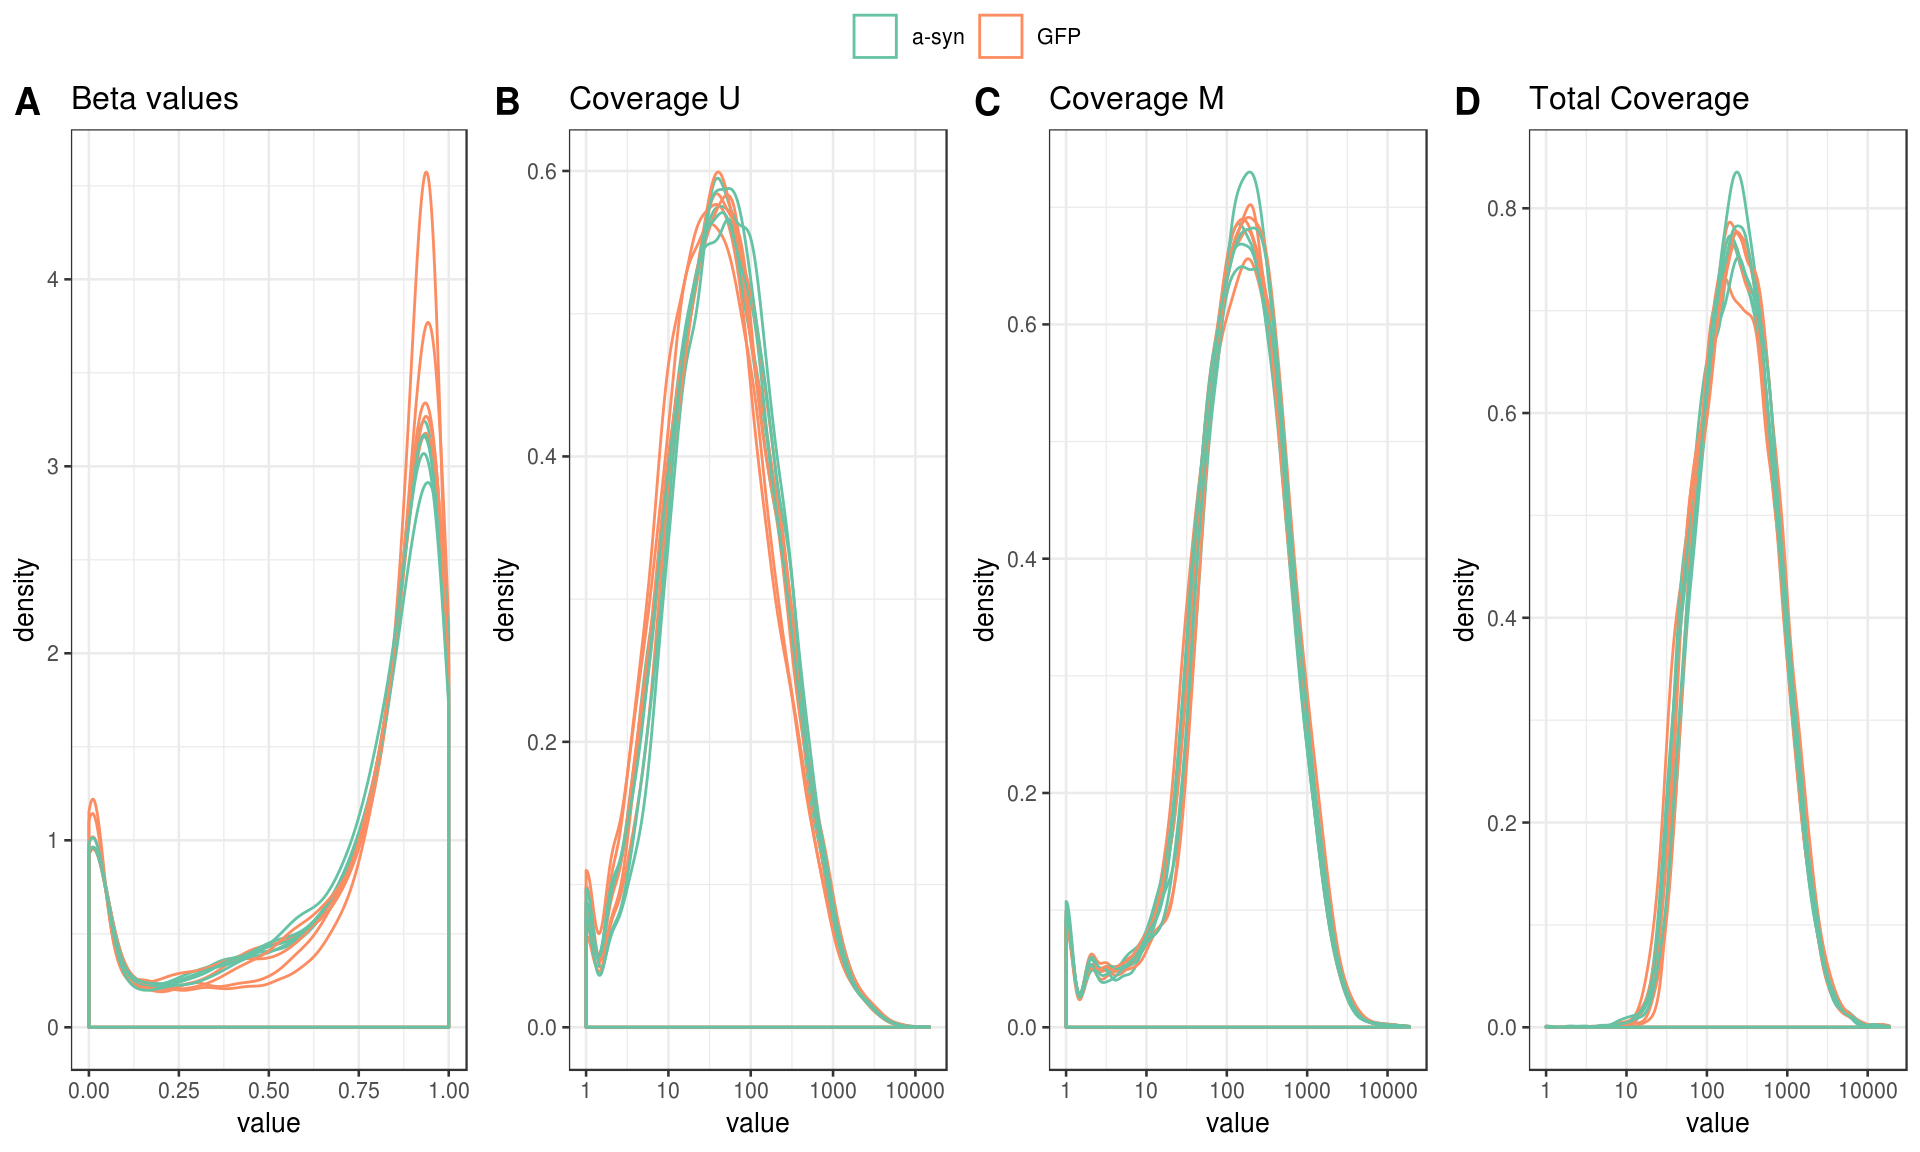 a-syn GFP
A Beta values
B Coverage U
C Coverage M
D Total Coverage
density
4
3
2
1
0
0.00 0.25 0.50 0.75 1.00
value
density
0.6
0.4
0.2
0.0
1 10 100 1000 10000
value
density
0.6
0.4
0.2
0.0
1 10 100 1000 10000
value
density
0.8
0.6
0.4
0.2
0.0
1 10 100 1000 10000
value